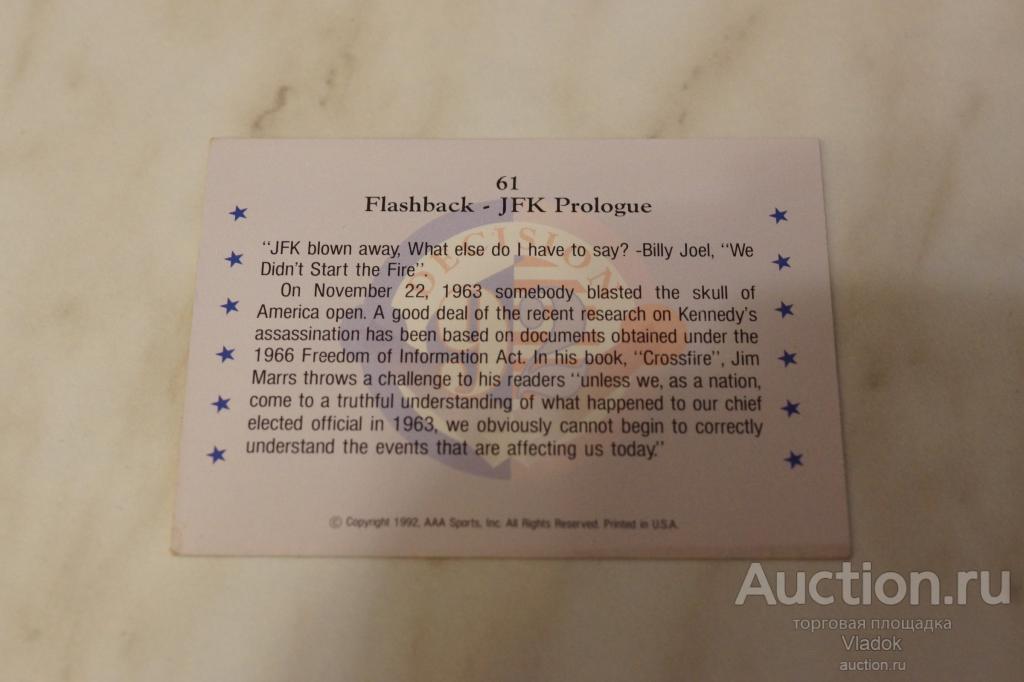 61
Flashback - JFK Prologue
"JFK blown away, What else do I have to say? -Billy Joel, "We
Didn't Start the Fire".
On November 22, 1963 somebody blasted the skull of
America open. A good deal of the recent research on Kennedy's
assassination has been based on documents obtained under the
1966 Freedom of Information Act. In his book, "Crossfire", Jim
Marrs throws a challenge to his readers "unless we, as a nation,
come to a truthful understanding of what happened to our chief
elected official in 1963, we obviously cannot begin to correctly
understand the events that are affecting us today."
DECISION
92
© Copyright 1992, AAA Sports, Inc. All Rights Reserved. Printed in U.S.A.
Auction.ru
торговая площадка
Vladok
auction.ru